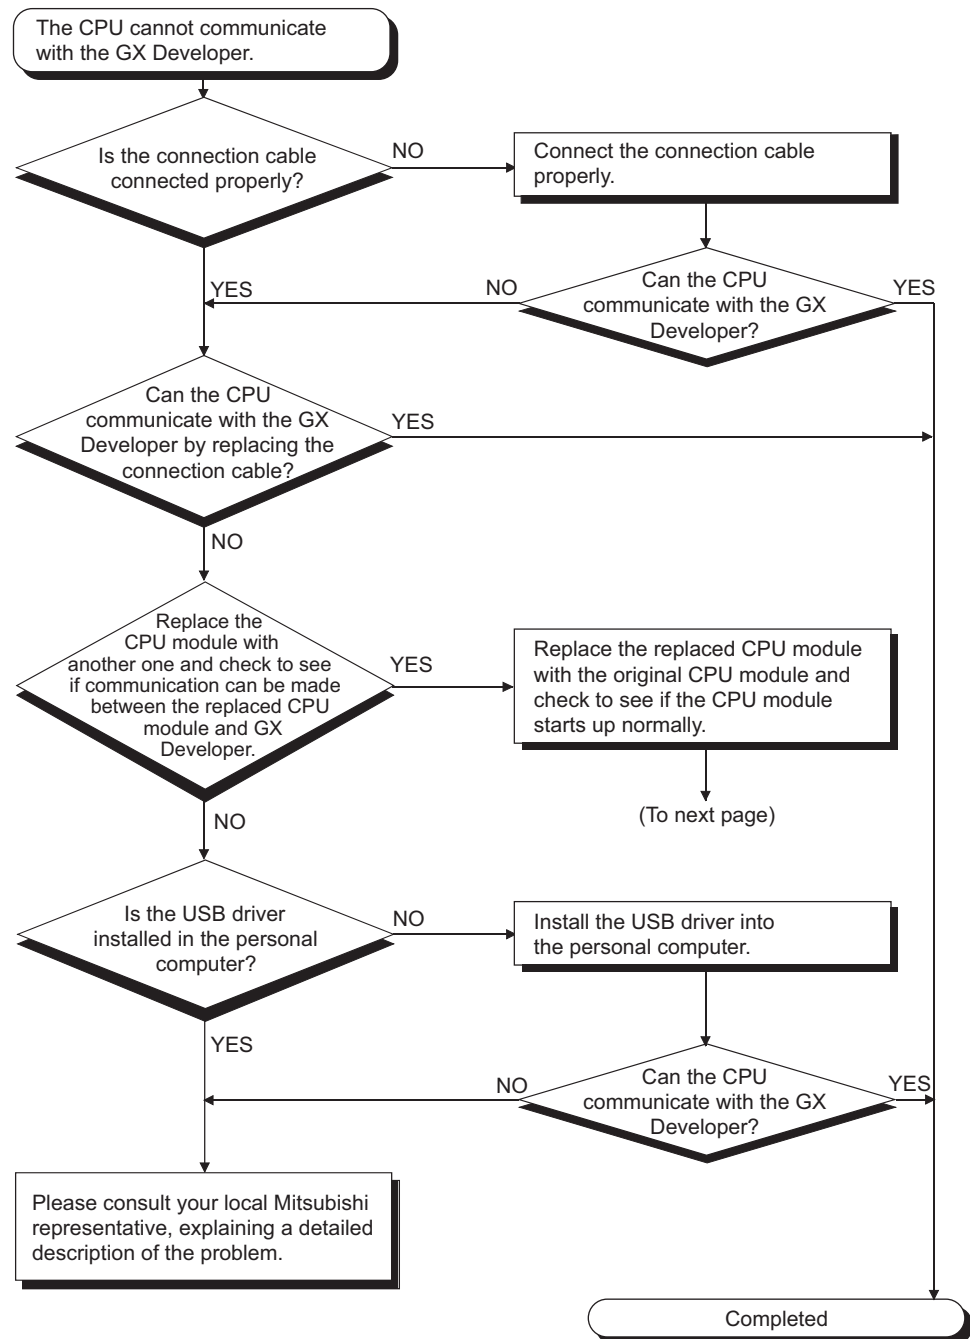 The CPU cannot communicate
with the GX Developer.
Is the connection cable
connected properly?
NO
Connect the connection cable
properly.
YES
NO
Can the CPU
communicate with the GX
Developer?
YES
Can the CPU
communicate with the GX
Developer by replacing the
connection cable?
YES
NO
Replace the
CPU module with
another one and check to see
if communication can be made
between the replaced CPU
module and GX
Developer.
YES
Replace the replaced CPU module
with the original CPU module and
check to see if the CPU module
starts up normally.
(To next page)
NO
Is the USB driver
installed in the personal
computer?
NO
Install the USB driver into
the personal computer.
YES
NO
Can the CPU
communicate with the GX
Developer?
YES
Please consult your local Mitsubishi
representative, explaining a detailed
description of the problem.
Completed